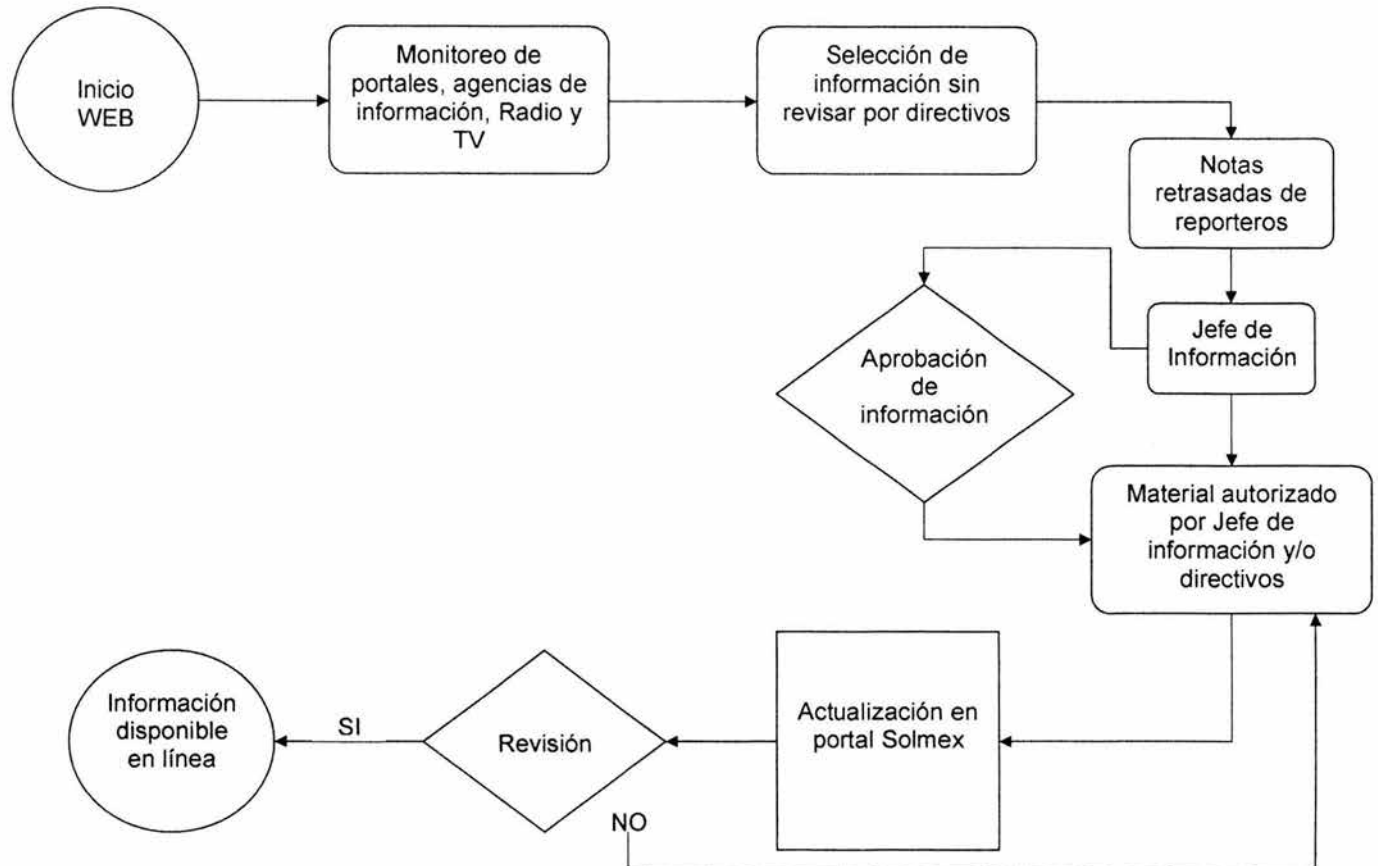 Inicio
WEB
Monitoreo de
portales, agencias de
información, Radio y
TV
Selección de
información sin
revisar por directivos
Notas
retrasadas de
reporteros
Jefe de
Información
Aprobación
de
información
Material autorizado
por Jefe de
información y/o
directivos
Actualización en
portal Solmex
Revisión
SI
NO
Información
disponible
en línea